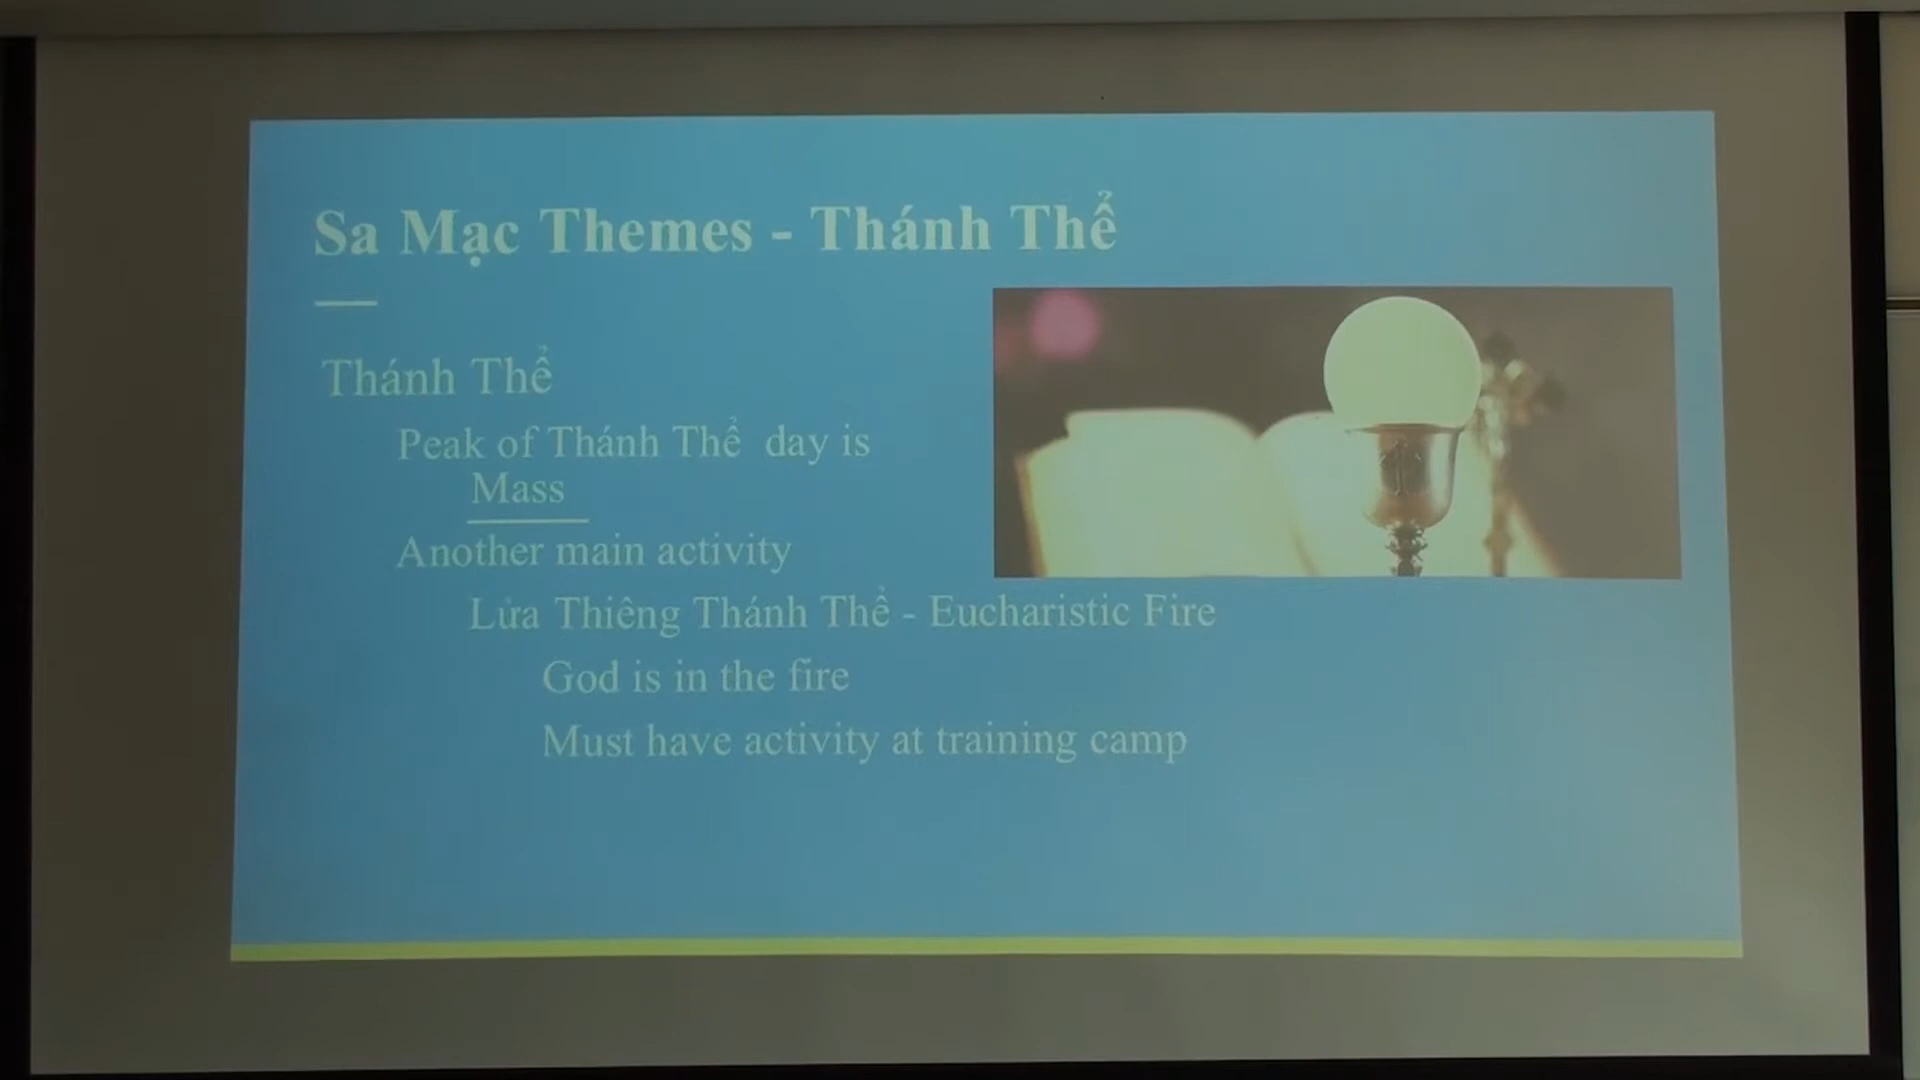 Sa Mạc Themes - Thánh Thể
Thánh Thể
Peak of Thánh Thể day is
Mass
Another main activity
Lửa Thiêng Thánh Thể - Eucharistic Fire
God is in the fire
Must have activity at training camp